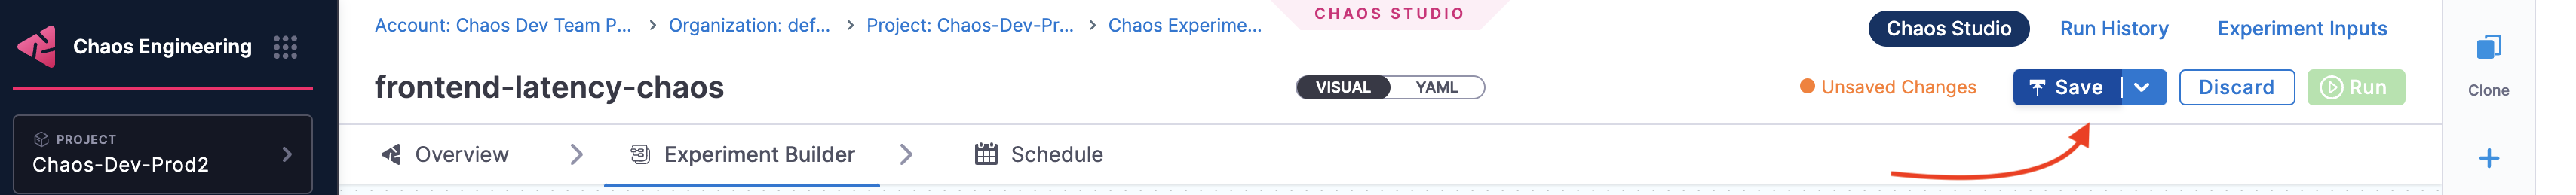 Chaos Engineering
PROJECT
Chaos-Dev-Prod2
Account: Chaos Dev Team P... > Organization: def... > Project: Chaos-Dev-Pr... > Chaos Experime...
CHAOS STUDIO
Chaos Studio
Run History
Experiment Inputs
frontend-latency-chaos
VISUAL
YAML
Unsaved Changes
Save
Discard
Run
Clone
Overview
Experiment Builder
Schedule